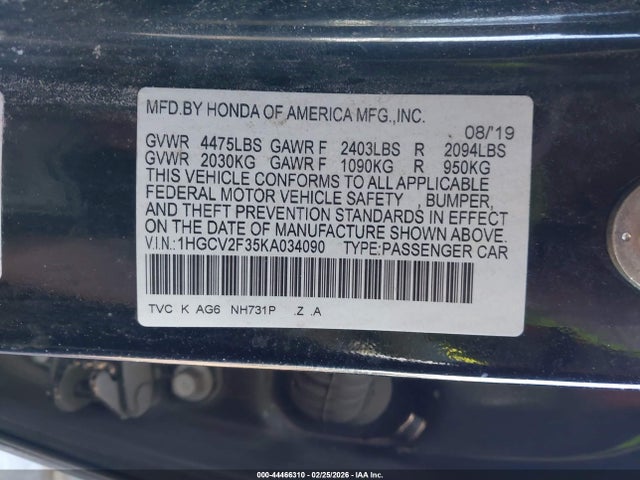 MFD.BY HONDA OF AMERICA MFG.,INC.
08/'19
GVWR 4475LBS GAWR F 2403LBS R 2094LBS
GVWR 2030KG GAWR F 1090KG R 950KG
THIS VEHICLE CONFORMS TO ALL APPLICABLE
FEDERAL MOTOR VEHICLE SAFETY , BUMPER,
AND THEFT PREVENTION STANDARDS IN EFFECT
ON THE DATE OF MANUFACTURE SHOWN ABOVE.
V.I.N.:1HGCV2F35KA034090 TYPE:PASSENGER CAR
TVC K AG6 NH731P .Z .A
000-44466310 - 02/25/2026 - Copyright IAA, Inc.